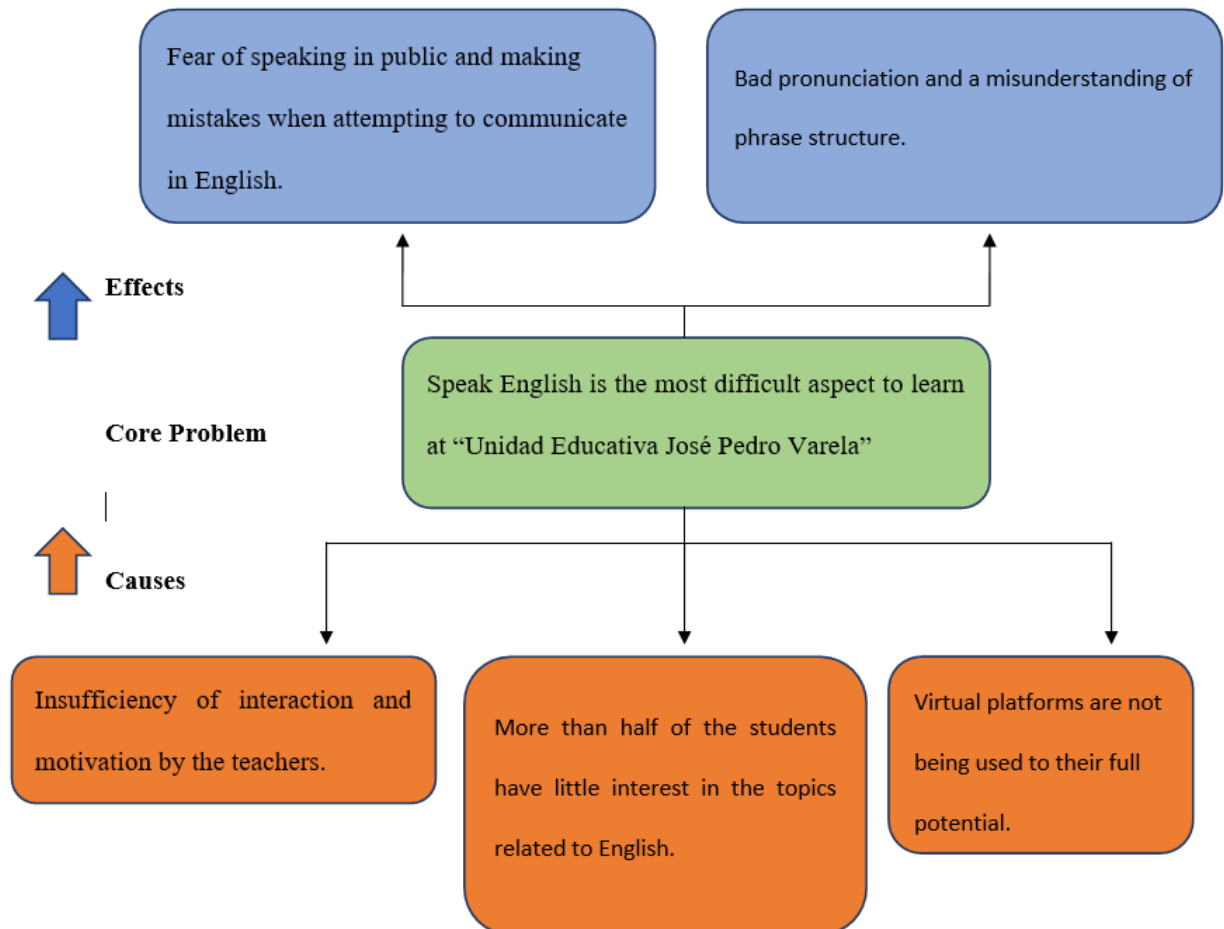 Fear of speaking in public and making
mistakes when attempting to communicate
in English.
Bad pronunciation and a misunderstanding of
phrase structure.
Effects
Speak English is the most difficult aspect to learn
at “Unidad Educativa José Pedro Varela”
Core Problem
Causes
Insufficiency of interaction and
motivation by the teachers.
More than half of the students
have little interest in the topics
related to English.
Virtual platforms are not
being used to their full
potential.